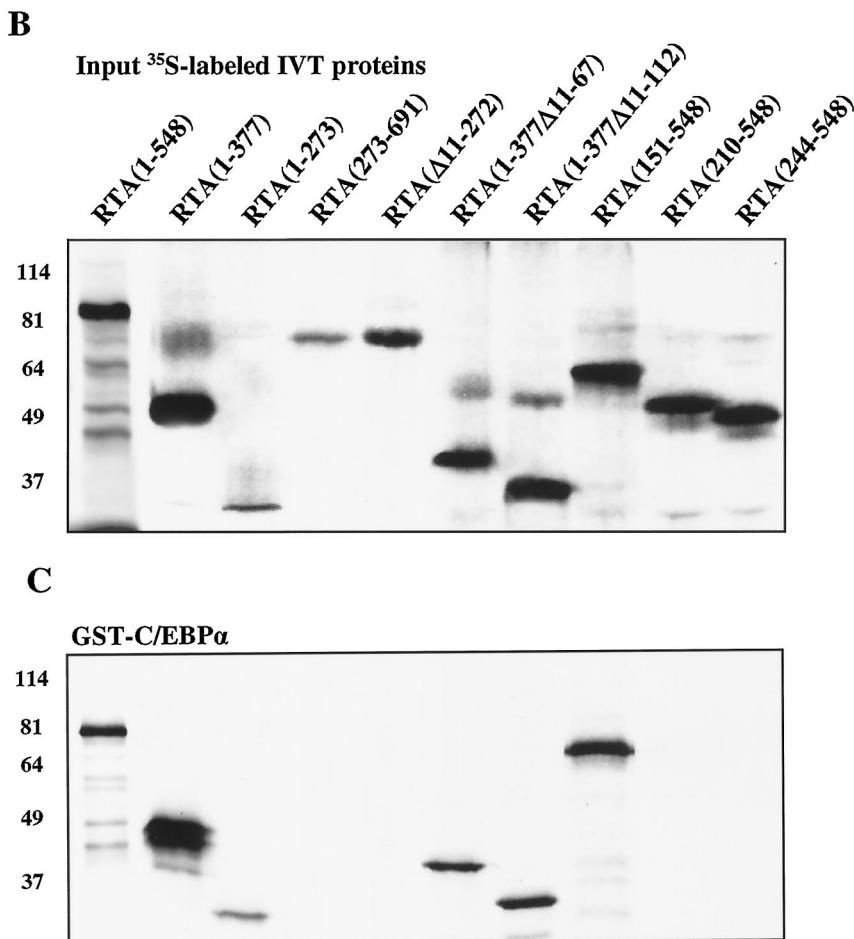 B
Input ³⁵S-labeled IVT proteins
RTA(1-548)
RTA(1-377)
RTA(1-273)
RTA(273-691)
RTA(Δ11-272)
RTA(1-377Δ11-67)
RTA(1-377Δ11-112)
RTA(151-548)
RTA(210-548)
RTA(244-548)
114
81
64
49
37
C
GST-C/EBPα
114
81
64
49
37